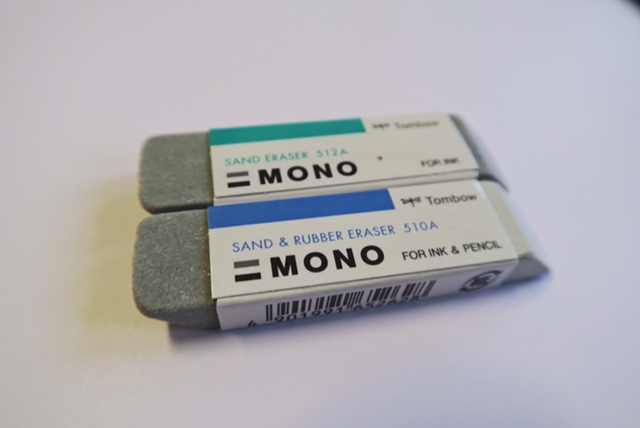 Tombow
SAND ERASER 512A
MONO
FOR INK
Tombow
SAND & RUBBER ERASER 510A
MONO
FOR INK & PENCIL